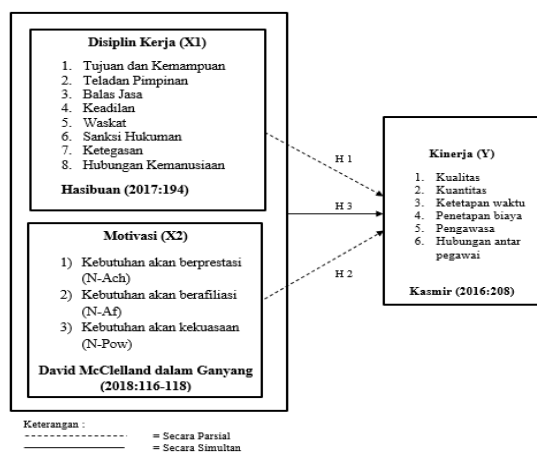 Disiplin Kerja (X1)
1. Tujuan dan Kemampuan
2. Teladan Pimpinan
3. Balas Jasa
4. Keadilan
5. Waskat
6. Sanksi Hukuman
7. Ketegasan
8. Hubungan Kemanusiaan
Hasibuan (2017:194)
Motivasi (X2)
1) Kebutuhan akan berprestasi
(N-Ach)
2) Kebutuhan akan berafiliasi
(N-Af)
3) Kebutuhan akan kekuasaan
(N-Pow)
David McClelland dalam Ganyang
(2018:116-118)
H 1
H 3
H 2
Kinerja (Y)
1. Kualitas
2. Kuantitas
3. Ketetapan waktu
4. Penetapan biaya
5. Pengawasa
6. Hubungan antar
pegawai
Kasmir (2016:208)
Keterangan :
= Secara Parsial
= Secara Simultan